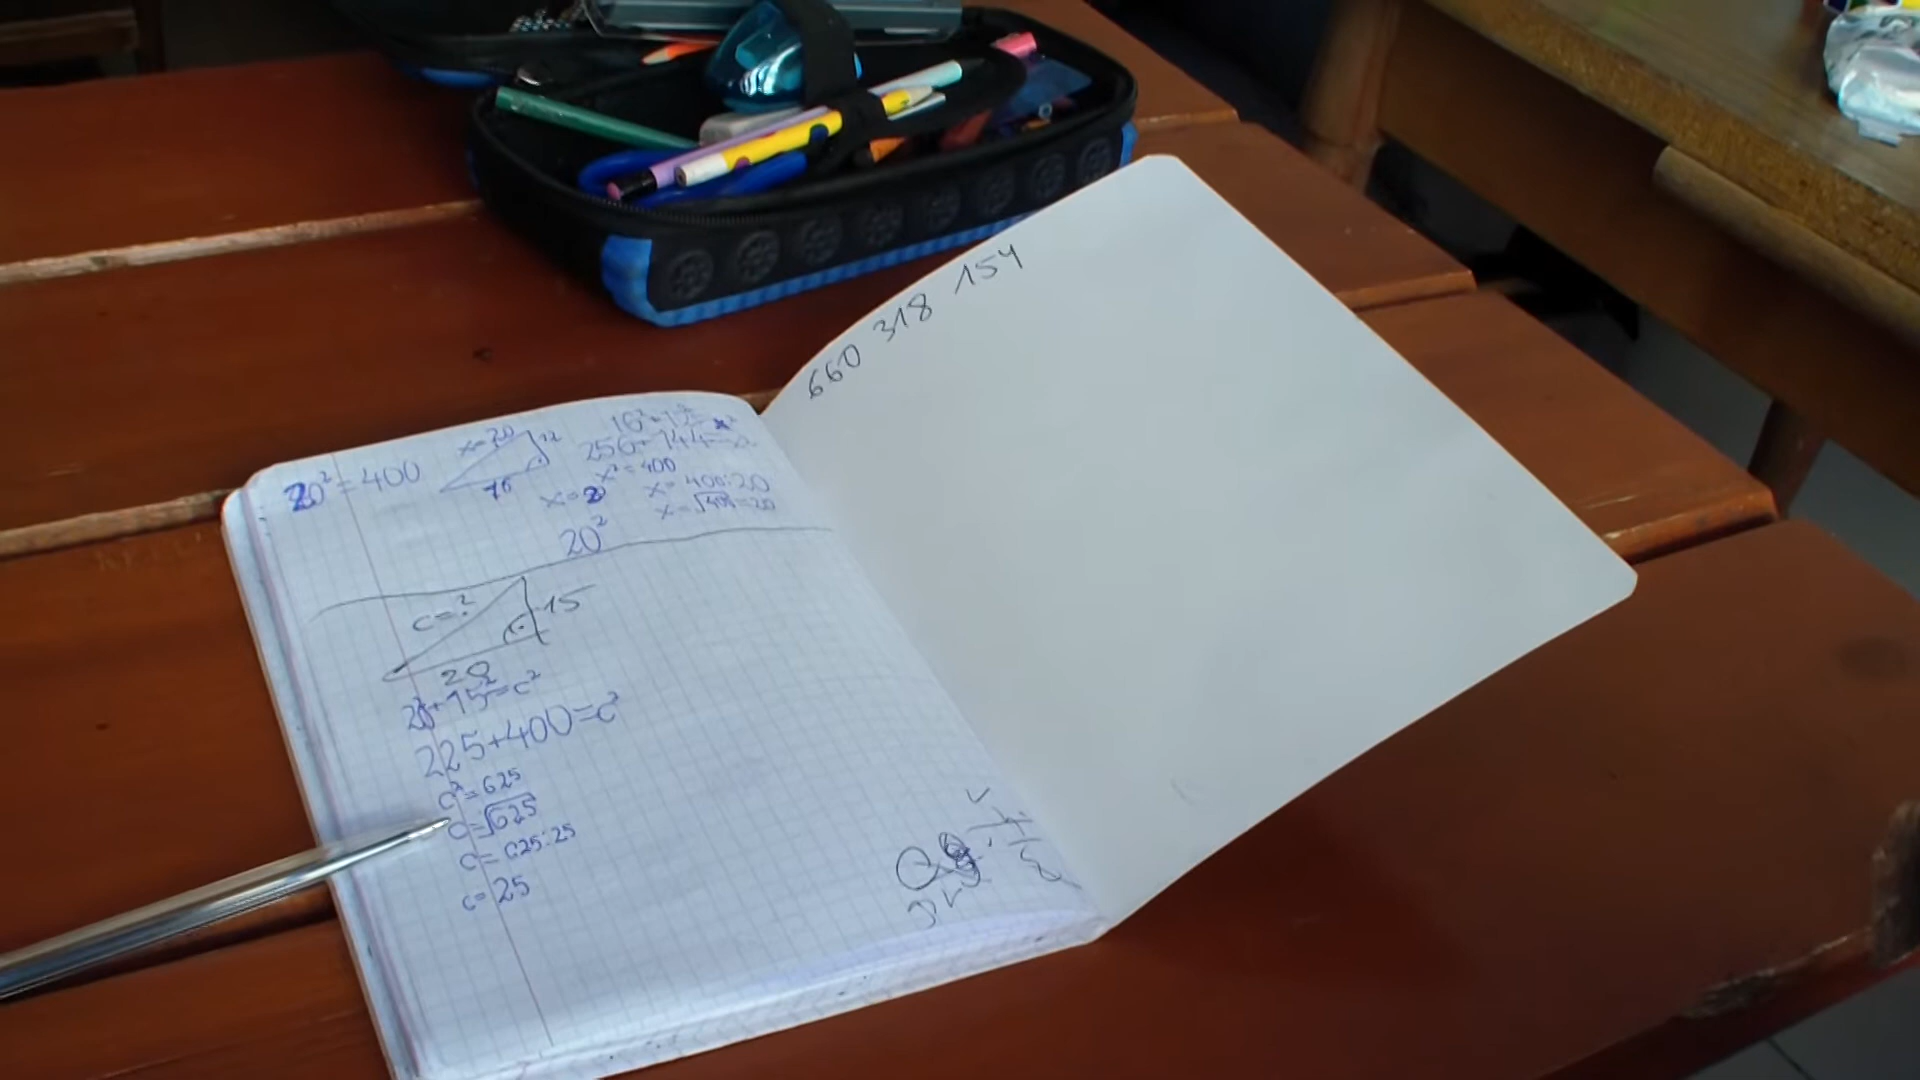 660 318 154
20² = 400
x=20
12
16
16²+12²=x²
256+144=x²
x² = 400
x= 400:20
x=20
x=√400=20
20²
c=?
15
20
20²+15²=c²
225+400=c²
c²=625
c=√625
c=625:25
c=25